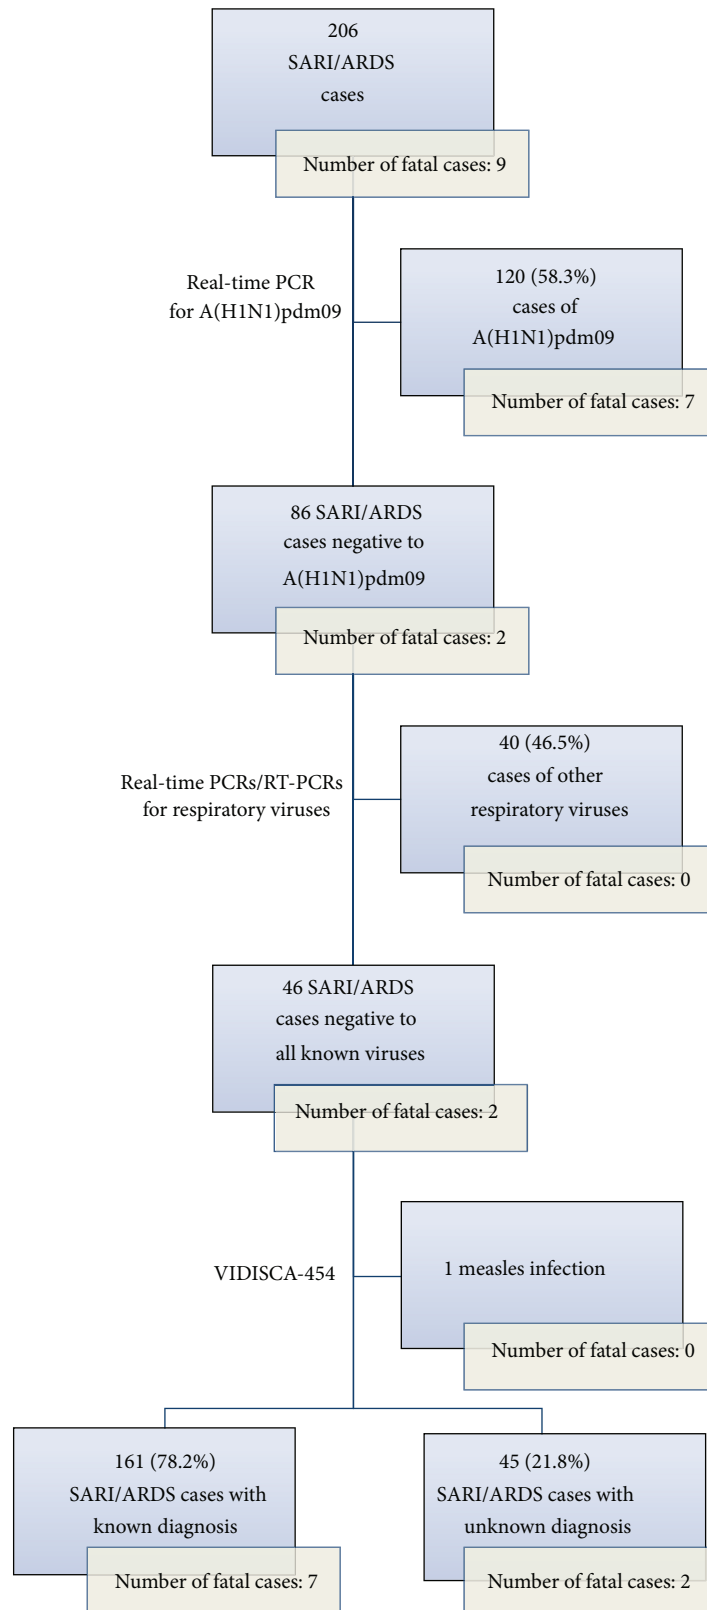 206
SARI/ARDS
cases
Number of fatal cases: 9
Real-time PCR
for A(H1N1)pdm09
120 (58.3%)
cases of
A(H1N1)pdm09
Number of fatal cases: 7
86 SARI/ARDS
cases negative to
A(H1N1)pdm09
Number of fatal cases: 2
Real-time PCRs/RT-PCRs
for respiratory viruses
40 (46.5%)
cases of other
respiratory viruses
Number of fatal cases: 0
46 SARI/ARDS
cases negative to
all known viruses
Number of fatal cases: 2
VIDISCA-454
1 measles infection
Number of fatal cases: 0
161 (78.2%)
SARI/ARDS cases with
known diagnosis
Number of fatal cases: 7
45 (21.8%)
SARI/ARDS cases with
unknown diagnosis
Number of fatal cases: 2